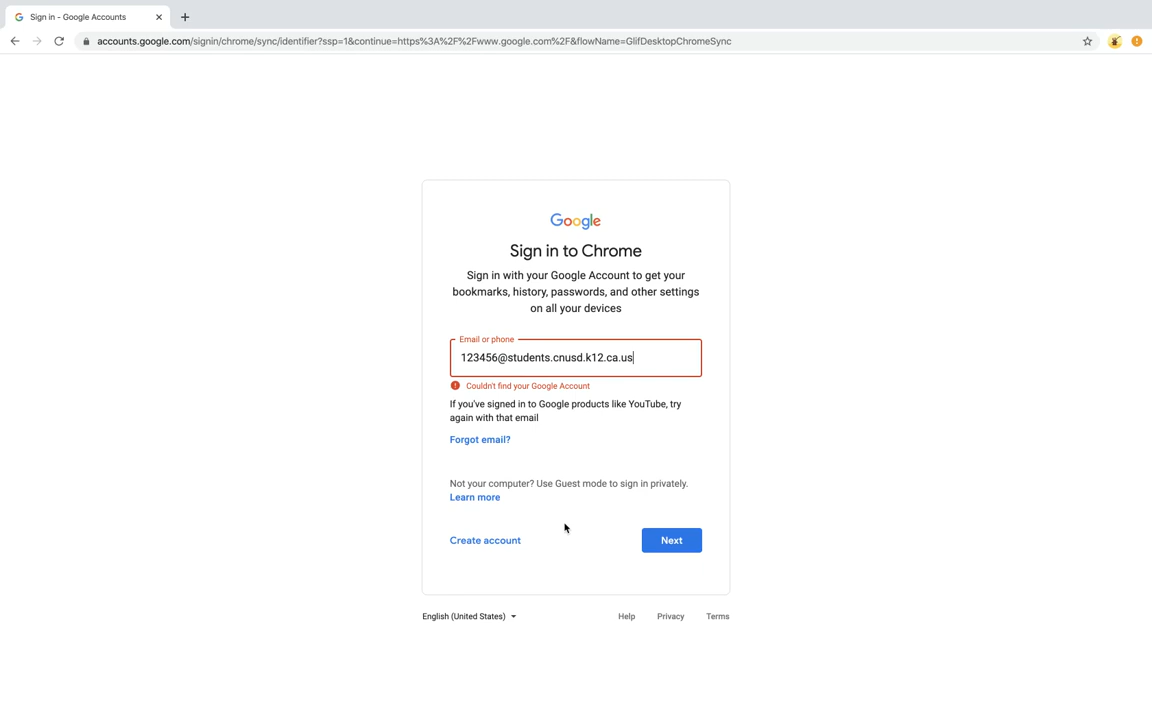 Sign in - Google Accounts
accounts.google.com/signin/chrome/sync/identifier?ssp=1&continue=https%3A%2F%2Fwww.google.com%2F&flowName=GlifDesktopChromeSync
Google
Sign in to Chrome
Sign in with your Google Account to get your
bookmarks, history, passwords, and other settings
on all your devices
Email or phone
123456@students.cnusd.k12.ca.us
Couldn't find your Google Account
If you've signed in to Google products like YouTube, try
again with that email
Forgot email?
Not your computer? Use Guest mode to sign in privately.
Learn more
Create account Next
English (United States) Help Privacy Terms